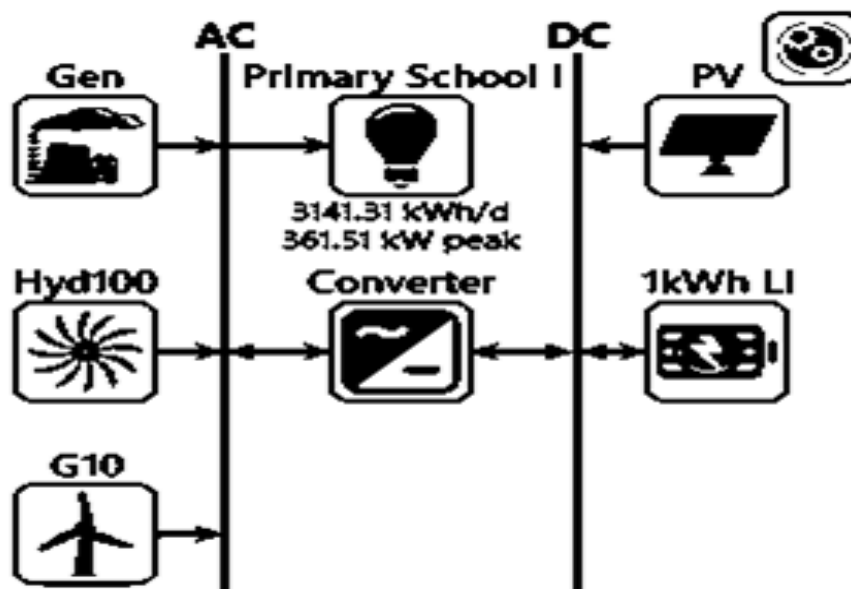 AC
DC
Gen
Primary School I
PV
3141.31 kWh/d
361.51 kW peak
Hyd100
Converter
1kWh LI
G10